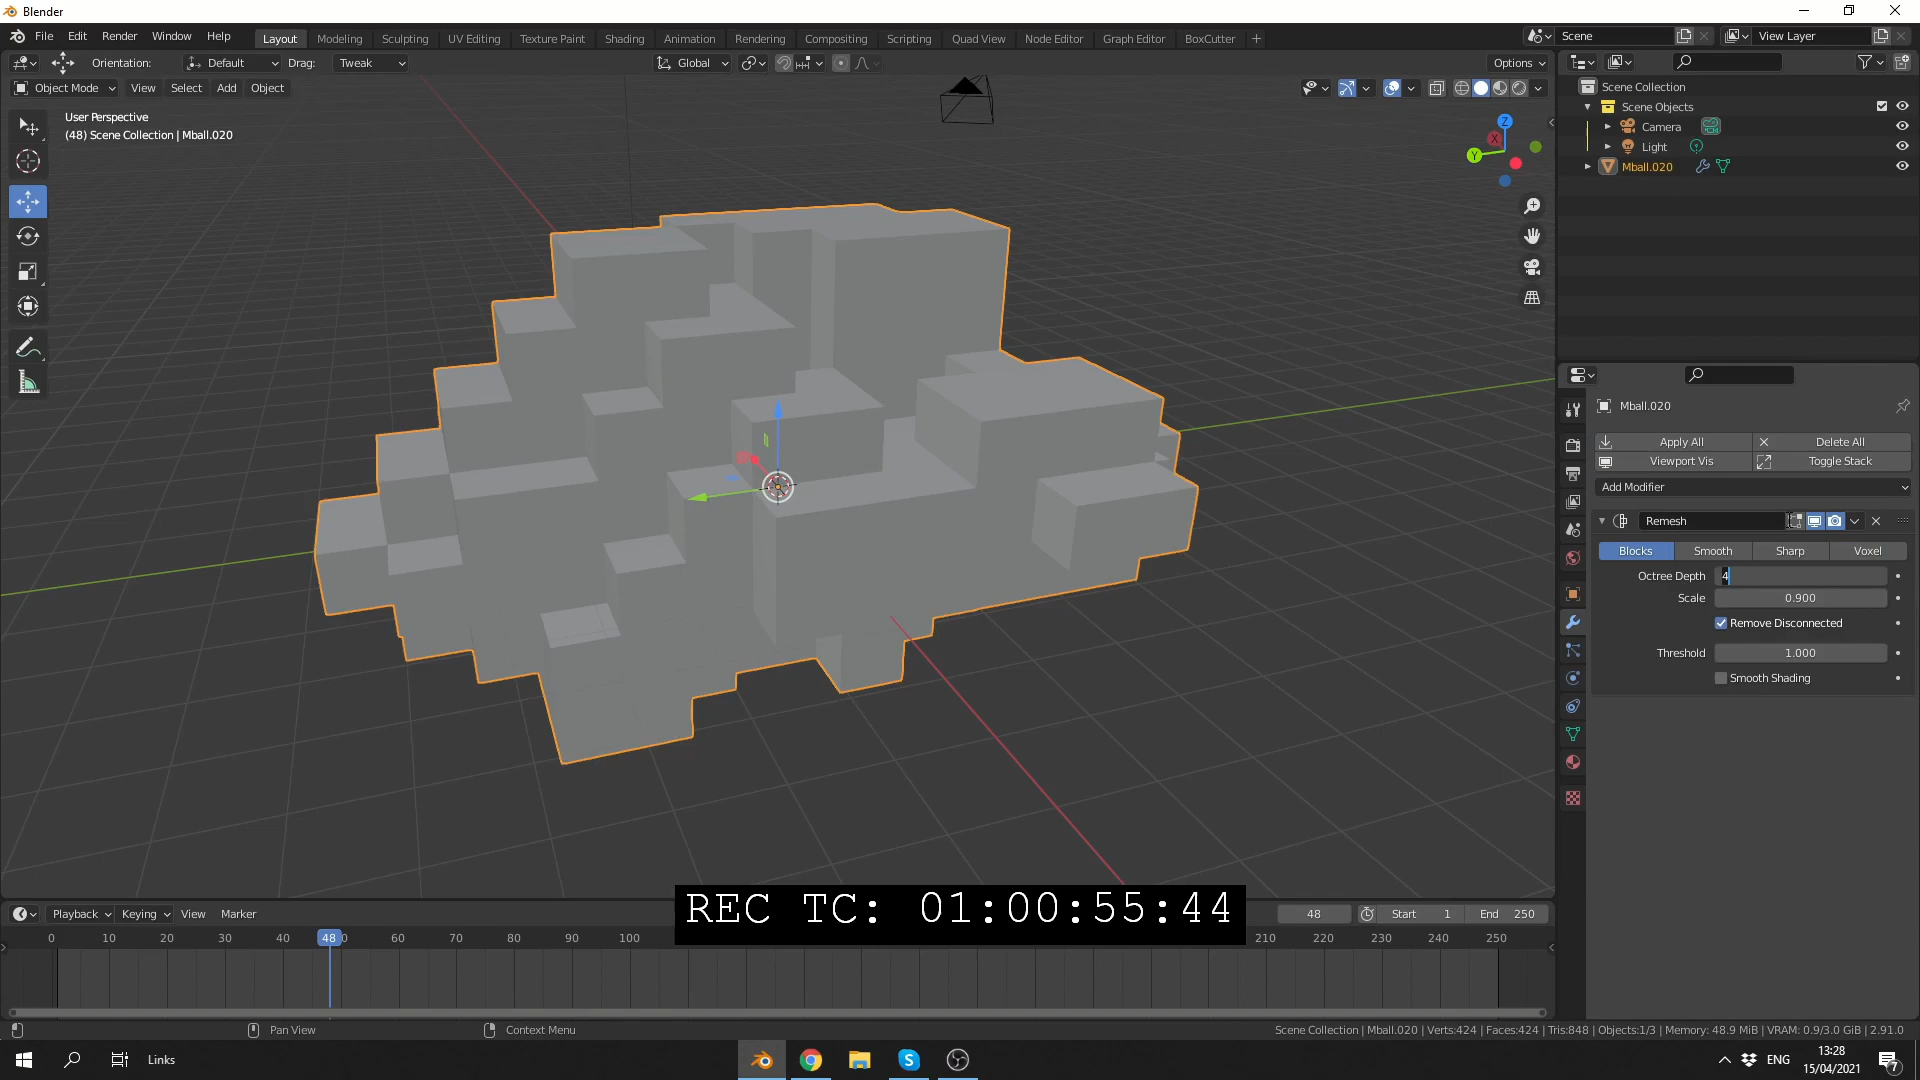 Blender
File Edit Render Window Help Layout Modeling Sculpting UV Editing Texture Paint Shading Animation Rendering Compositing Scripting Quad View Node Editor Graph Editor BoxCutter + Scene View Layer
Orientation: Default Drag: Tweak Global Options
Object Mode View Select Add Object
User Perspective
(48) Scene Collection | Mball.020
Z
X
Y
Scene Collection
Scene Objects
Camera
Light
Mball.020
Mball.020
Apply All Delete All
Viewport Vis Toggle Stack
Add Modifier
Remesh
Blocks Smooth Sharp Voxel
Octree Depth 4
Scale 0.900
Remove Disconnected
Threshold 1.000
Smooth Shading
REC TC: 01:00:55:44
Playback Keying View Marker 48 Start 1 End 250
0 10 20 30 40 48 0 60 70 80 90 100 210 220 230 240 250
Pan View Context Menu Scene Collection | Mball.020 | Verts:424 | Faces:424 | Tris:848 | Objects:1/3 | Memory: 48.9 MiB | VRAM: 0.9/3.0 GiB | 2.91.0
Links ENG 13:28
15/04/2021
7